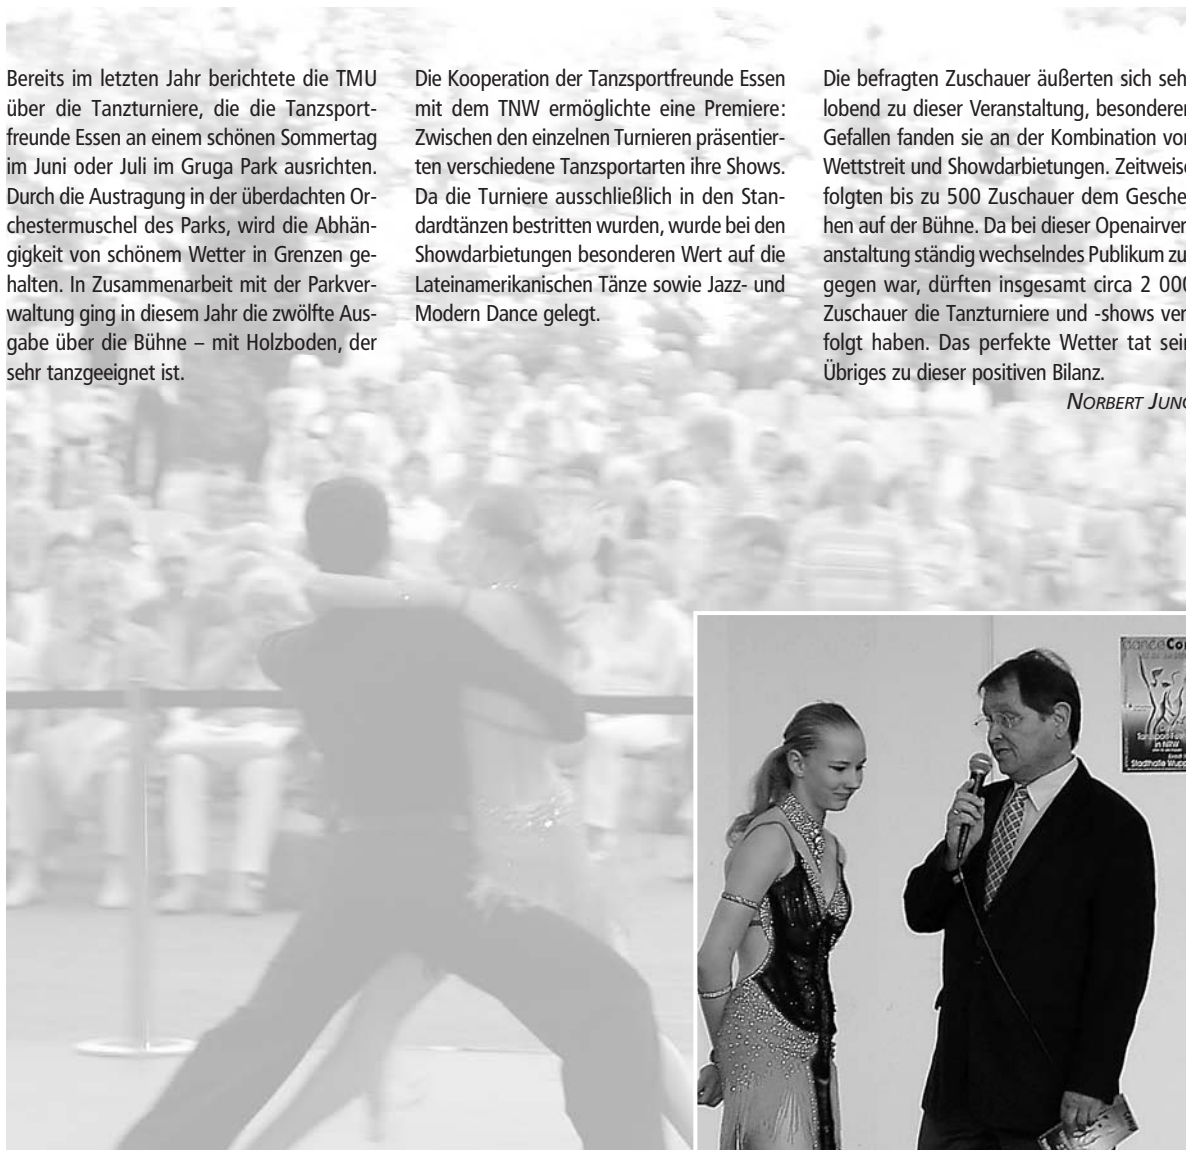 Bereits im letzten Jahr berichtete die TMU
über die Tanzturniere, die die Tanzsport-
freunde Essen an einem schönen Sommertag
im Juni oder Juli im Gruga Park ausrichten.
Durch die Austragung in der überdachten Or-
chestermuschel des Parks, wird die Abhän-
gigkeit von schönem Wetter in Grenzen ge-
halten. In Zusammenarbeit mit der Parkver-
waltung ging in diesem Jahr die zwölfte Aus-
gabe über die Bühne – mit Holzboden, der
sehr tanzgeeignet ist.
Die Kooperation der Tanzsportfreunde Essen
mit dem TNW ermöglichte eine Premiere:
Zwischen den einzelnen Turnieren präsentier-
ten verschiedene Tanzsportarten ihre Shows.
Da die Turniere ausschließlich in den Stan-
dardtänzen bestritten wurden, wurde bei den
Showdarbietungen besonderen Wert auf die
Lateinamerikanischen Tänze sowie Jazz- und
Modern Dance gelegt.
Die befragten Zuschauer äußerten sich seh
lobend zu dieser Veranstaltung, besonderen
Gefallen fanden sie an der Kombination von
Wettstreit und Showdarbietungen. Zeitweise
folgten bis zu 500 Zuschauer dem Gesche
hen auf der Bühne. Da bei dieser Openairver
anstaltung ständig wechselndes Publikum zu
gegen war, dürften insgesamt circa 2 000
Zuschauer die Tanzturniere und -shows ver
folgt haben. Das perfekte Wetter tat sein
Übriges zu dieser positiven Bilanz.
NORBERT JUNG
danceCo
in NRW
Stadthalle Wupp